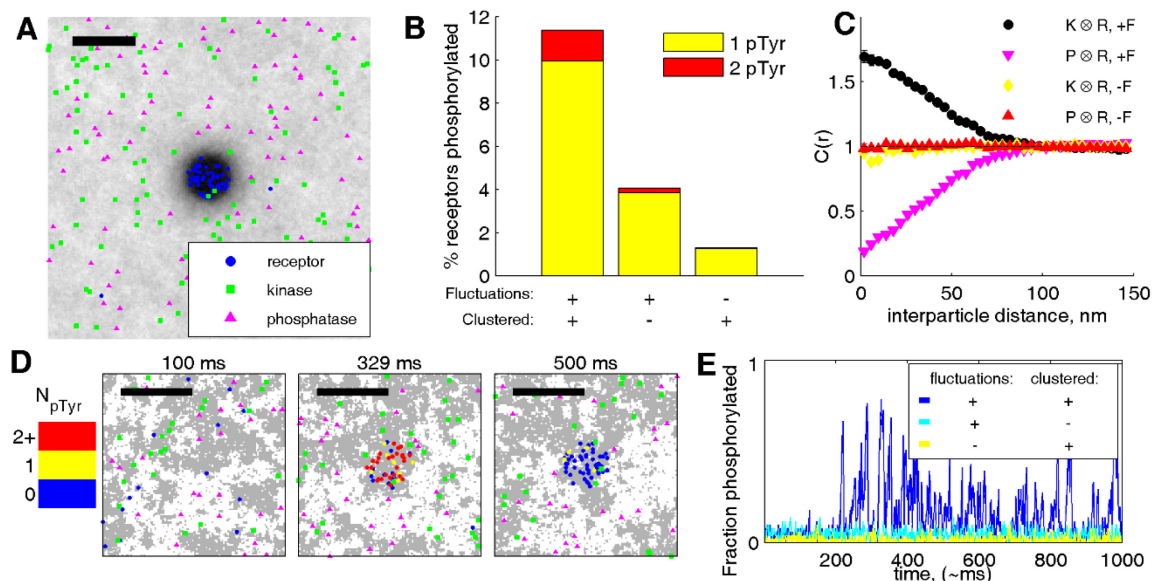 A
receptor
kinase
phosphatase
B
% receptors phosphorylated
12
10
8
6
4
2
0
1 pTyr
2 pTyr
Fluctuations: + + -
Clustered: + - +
C
C(r)
1.5
1
0.5
0
K ⊗ R, +F
P ⊗ R, +F
K ⊗ R, -F
P ⊗ R, -F
0 50 100 150
interparticle distance, nm
D
N pTyr
2+
1
0
100 ms
329 ms
500 ms
E
Fraction phosphorylated
1
0
fluctuations: clustered:
+ +
+ -
- +
200 400 600 800 1000
time, (~ms)